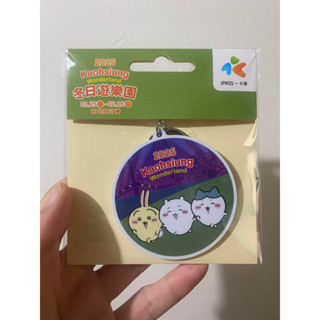 2025
Kaohsiung
Wonderland
冬日遊樂園
iPASS 一卡通
2025
Kaohsiung
Wonderland